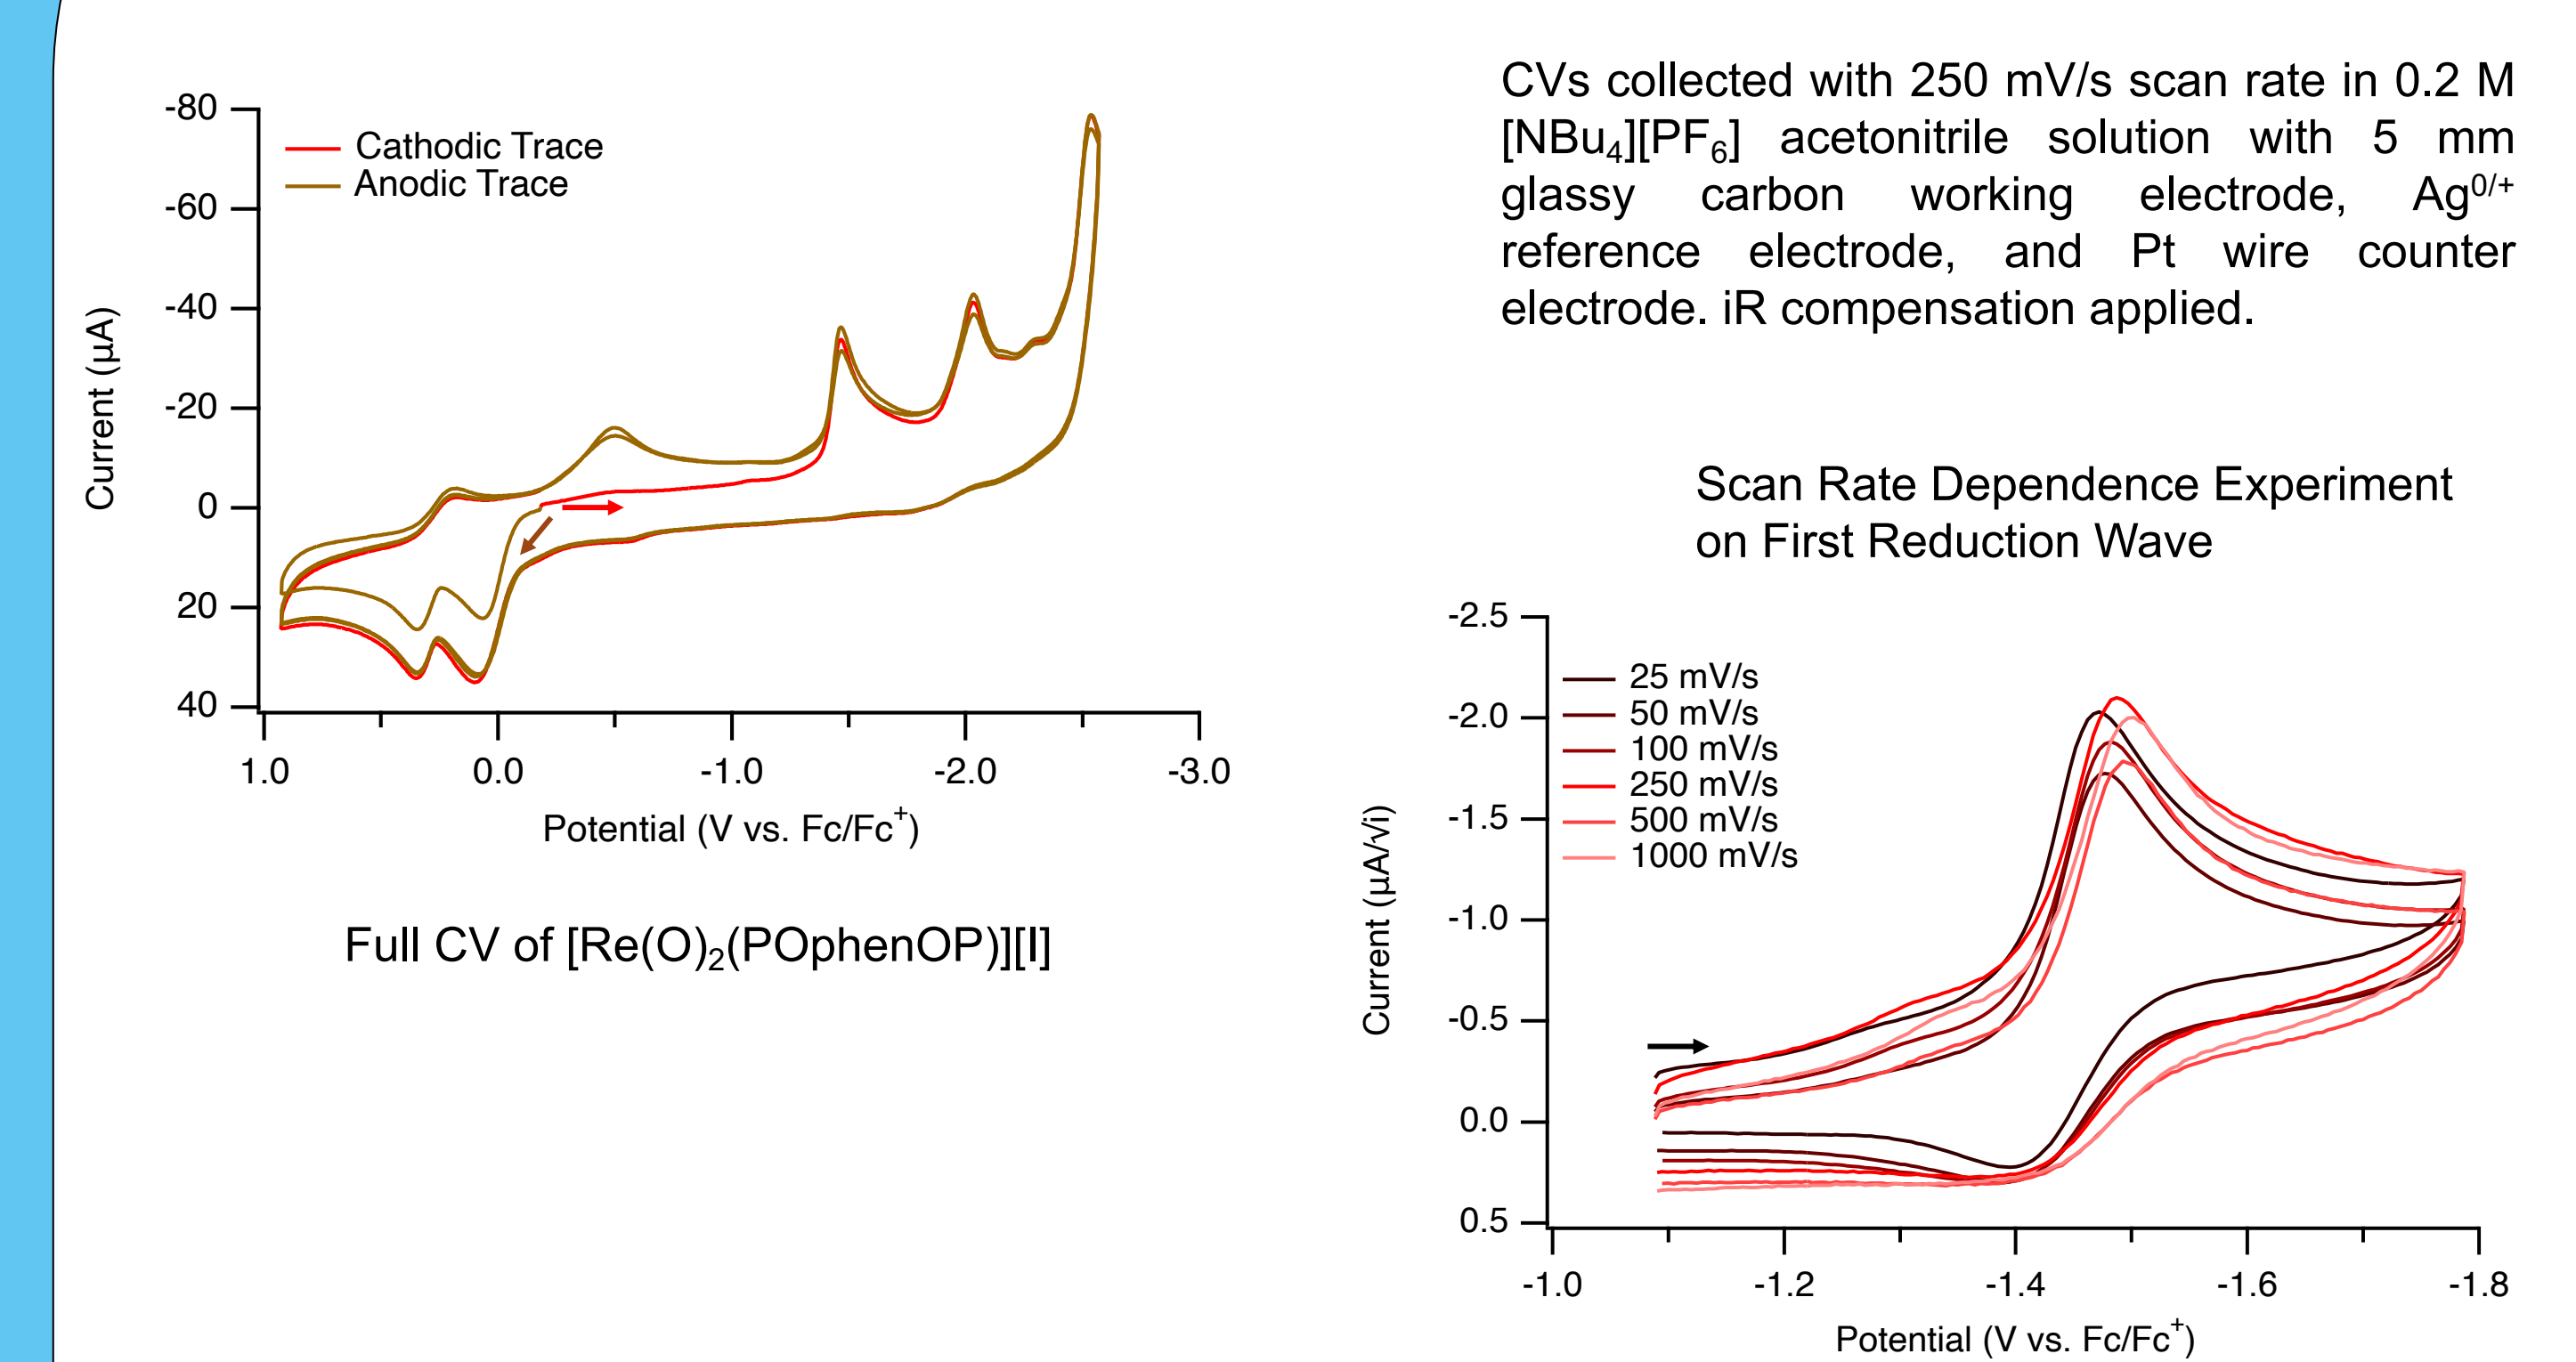 -80
-60
-40
-20
0
20
40
Current (µA)
Cathodic Trace
Anodic Trace
1.0 0.0 -1.0 -2.0 -3.0
Potential (V vs. Fc/Fc⁺)
Full CV of [Re(O)₂(POphenOP)][I]
CVs collected with 250 mV/s scan rate in 0.2 M
[NBu₄][PF₆] acetonitrile solution with 5 mm
glassy carbon working electrode, Ag⁰ᐟ⁺
reference electrode, and Pt wire counter
electrode. iR compensation applied.
Scan Rate Dependence Experiment
on First Reduction Wave
-2.5
-2.0
-1.5
-1.0
-0.5
0.0
0.5
Current (µA/√i)
25 mV/s
50 mV/s
100 mV/s
250 mV/s
500 mV/s
1000 mV/s
-1.0 -1.2 -1.4 -1.6 -1.8
Potential (V vs. Fc/Fc⁺)